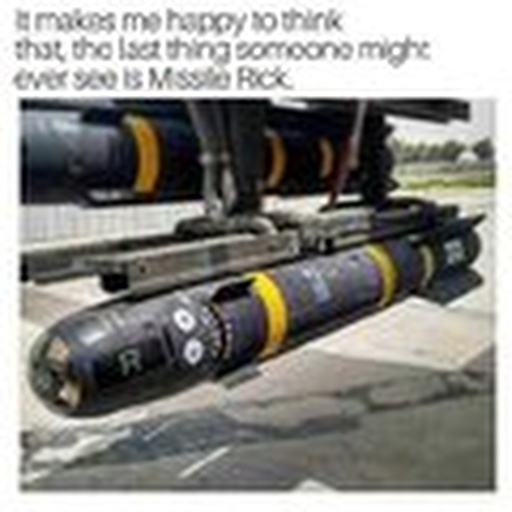 It makes me happy to think
that, the last thing someone might
ever see is Missile Rick.
R